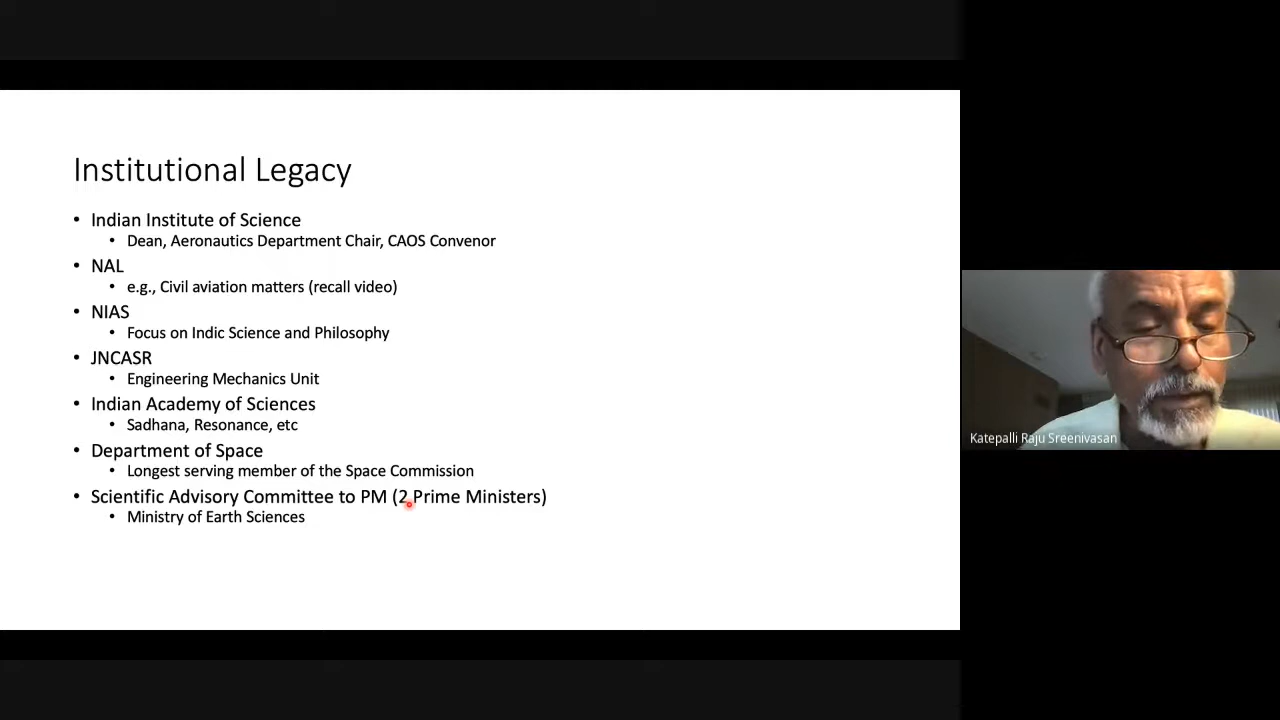 Institutional Legacy
• Indian Institute of Science
• Dean, Aeronautics Department Chair, CAOS Convenor
• NAL
• e.g., Civil aviation matters (recall video)
• NIAS
• Focus on Indic Science and Philosophy
• JNCASR
• Engineering Mechanics Unit
• Indian Academy of Sciences
• Sadhana, Resonance, etc
• Department of Space
• Longest serving member of the Space Commission
• Scientific Advisory Committee to PM (2 Prime Ministers)
• Ministry of Earth Sciences
Katepalli Raju Sreenivasan